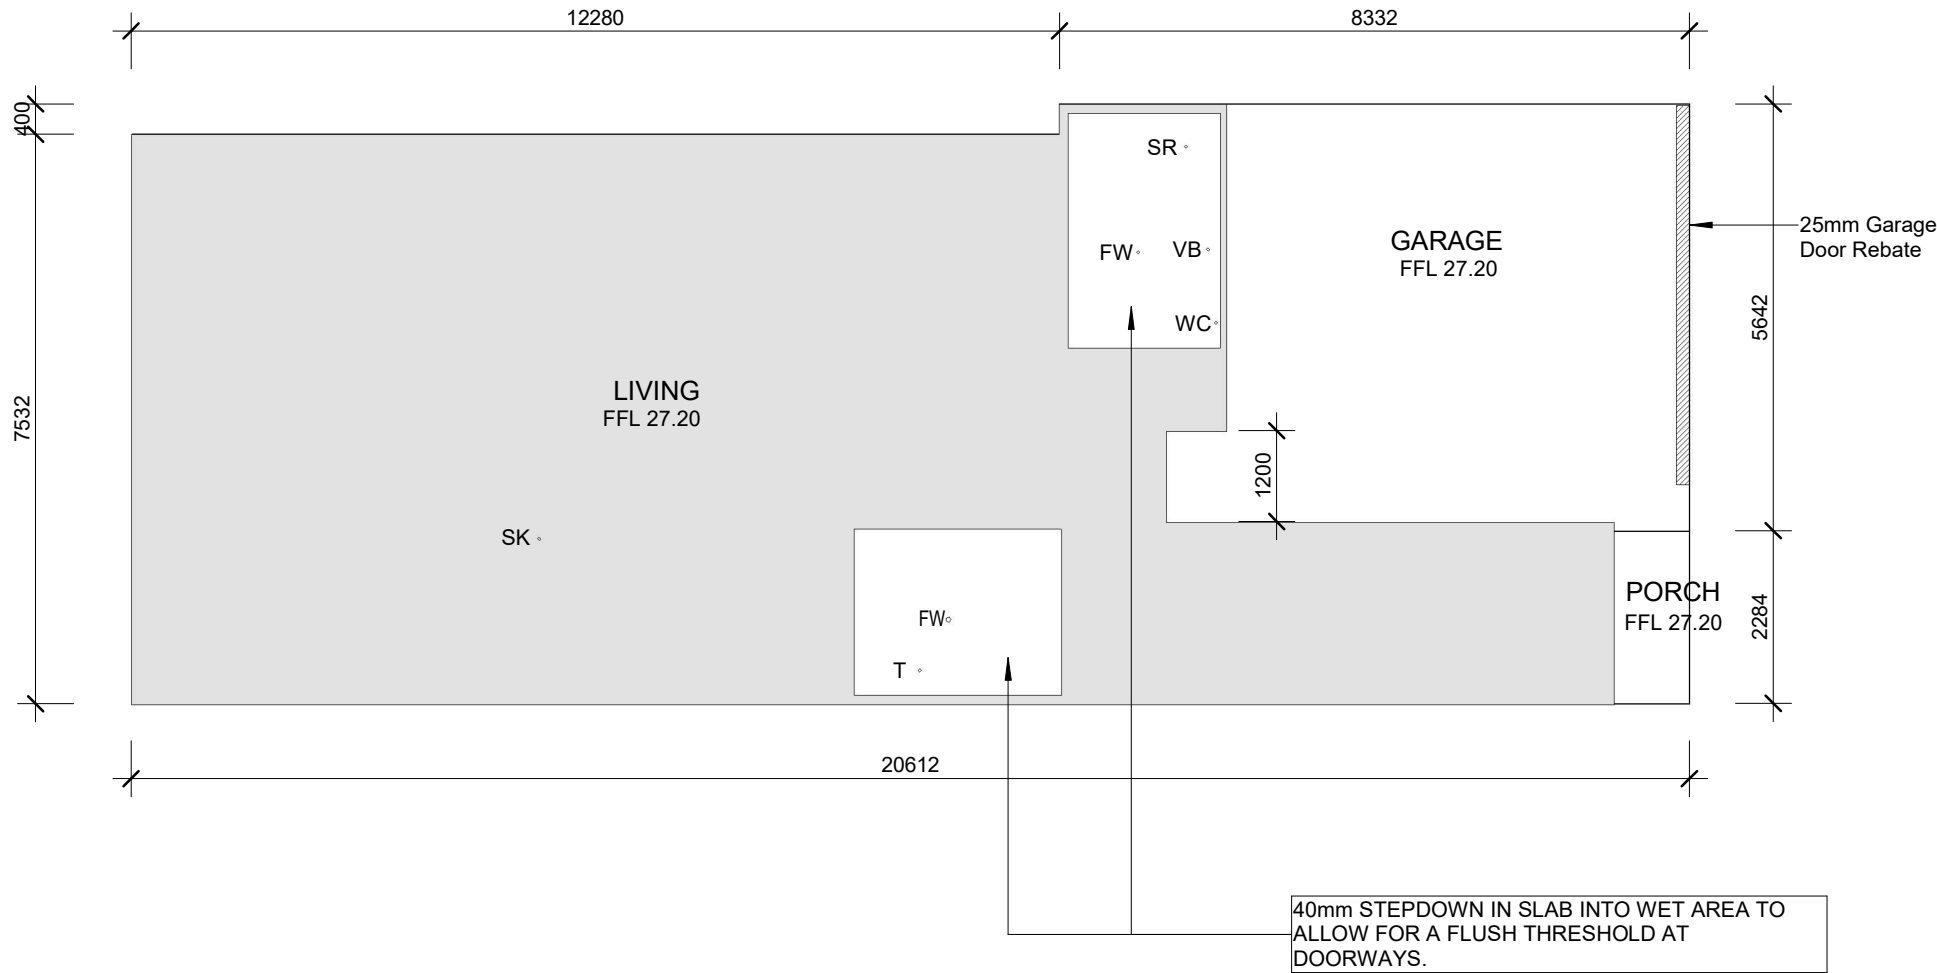 12280
8332
400
SR
25mm Garage
Door Rebate
GARAGE
FFL 27.20
FW
VB
WC
5642
LIVING
FFL 27.20
7532
1200
SK
PORCH
FFL 27.20
2284
FW
T
20612
40mm STEPDOWN IN SLAB INTO WET AREA TO
ALLOW FOR A FLUSH THRESHOLD AT
DOORWAYS.